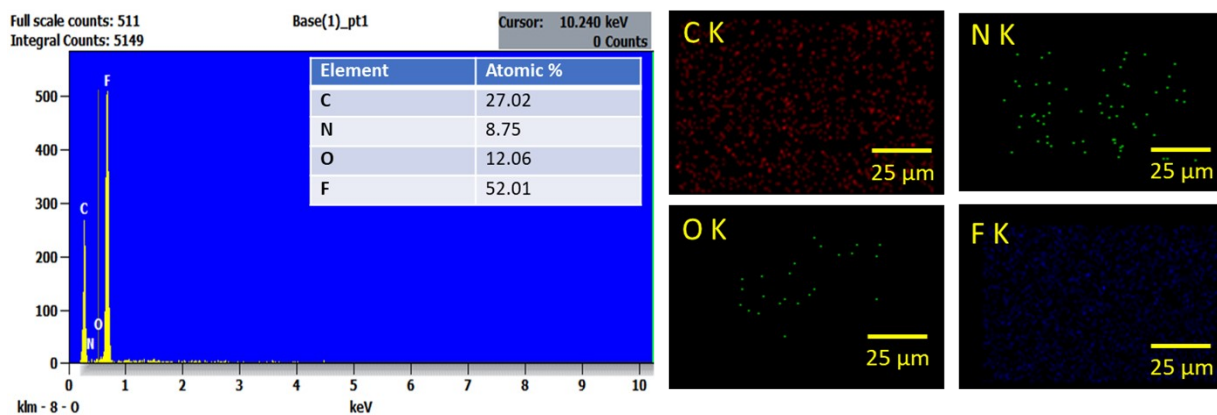 Full scale counts: 511
Base(1)_pt1
Cursor: 10.240 keV
Integral Counts: 5149
0 Counts
Element Atomic %
C 27.02
N 8.75
O 12.06
F 52.01
F
C
O
N
500
400
300
200
100
0
0 1 2 3 4 5 6 7 8 9 10
klm - 8 - O
keV
C K
25 μm
N K
25 μm
O K
25 μm
F K
25 μm